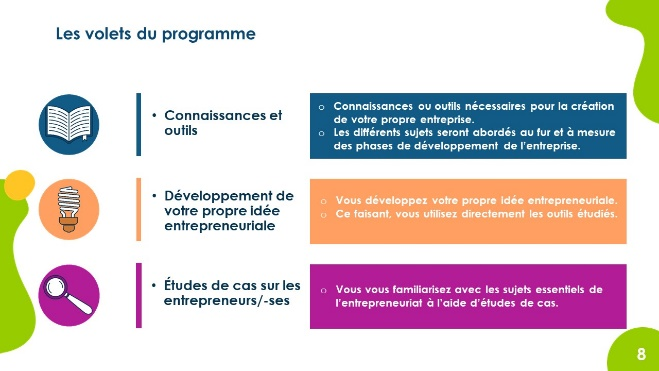 Les volets du programme
• Connaissances et
outils
o Connaissances ou outils nécessaires pour la création
de votre propre entreprise.
o Les différents sujets seront abordés au fur et à mesure
des phases de développement de l'entreprise.
• Développement de
votre propre idée
entrepreneuriale
o Vous développez votre propre idée entrepreneuriale.
o Ce faisant, vous utilisez directement les outils étudiés.
• Études de cas sur les
entrepreneurs/-ses
o Vous vous familiarisez avec les sujets essentiels de
l'entrepreneuriat à l'aide d'études de cas.
8